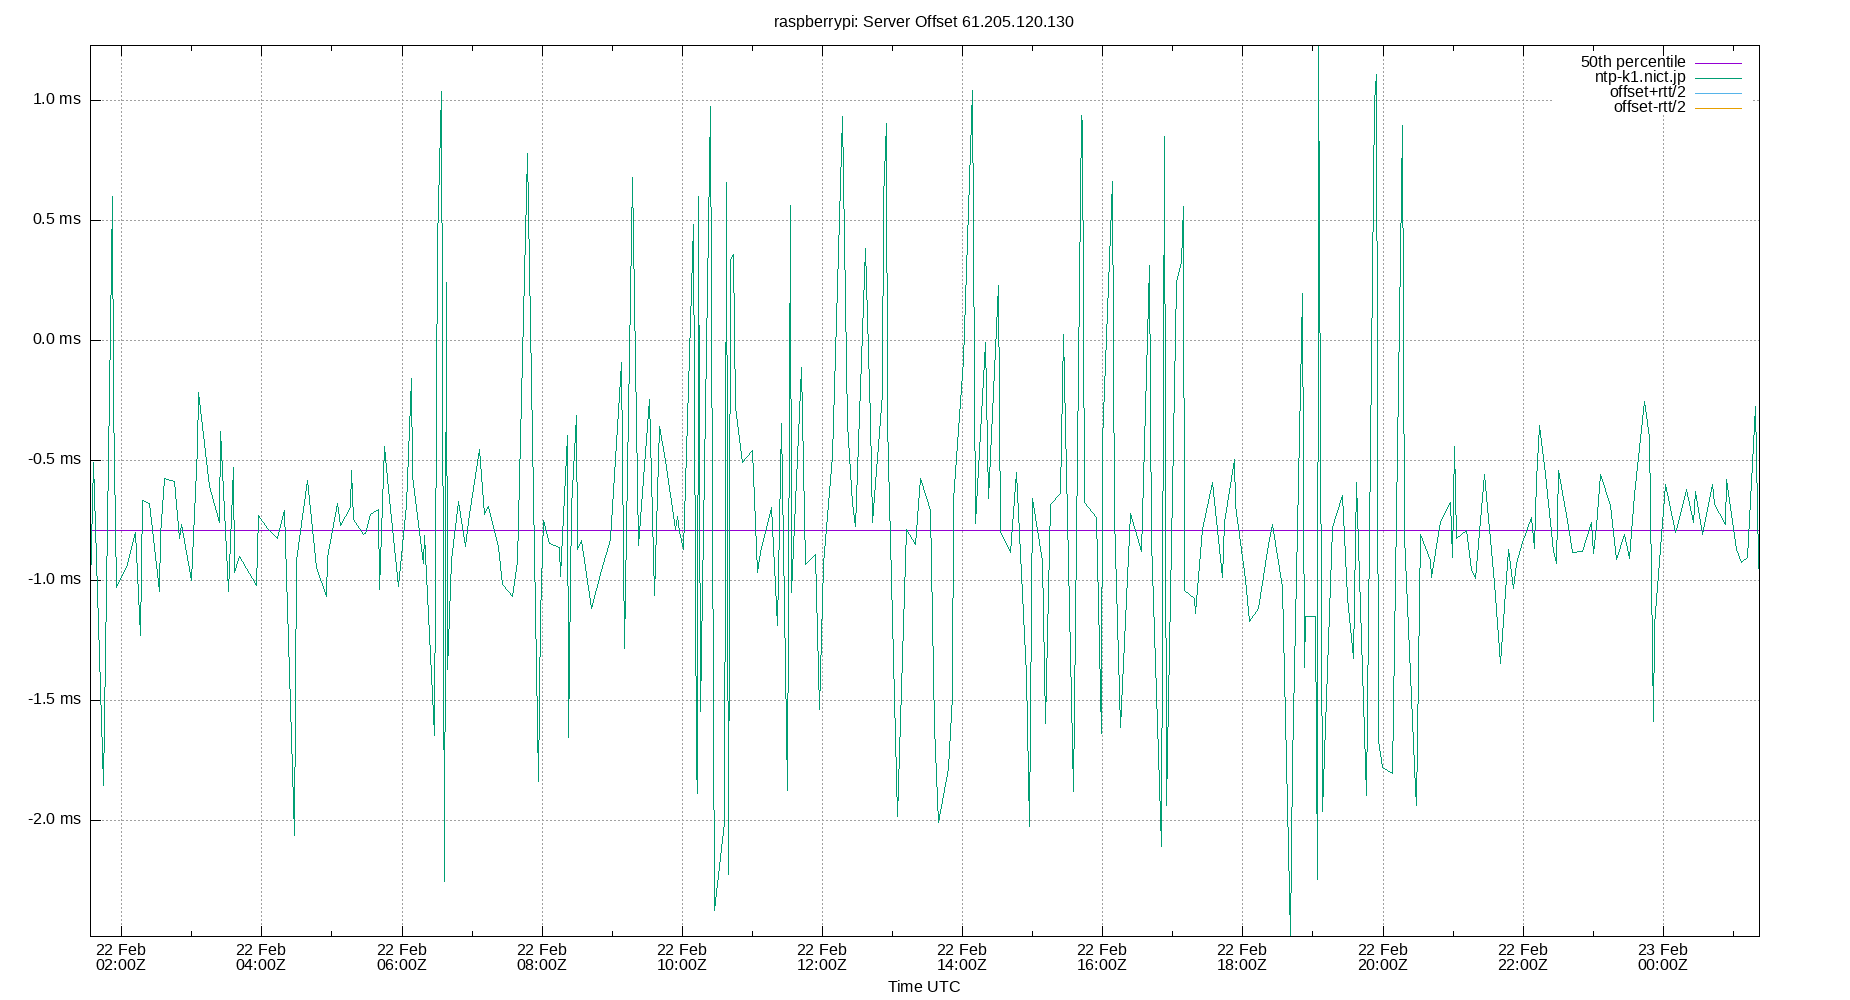 raspberrypi: Server Offset 61.205.120.130
50th percentile
ntp-k1.nict.jp
offset+rtt/2
offset-rtt/2
1.0 ms
0.5 ms
0.0 ms
-0.5 ms
-1.0 ms
-1.5 ms
-2.0 ms
22 Feb 22 Feb 22 Feb 22 Feb 22 Feb 22 Feb 22 Feb 22 Feb 22 Feb 22 Feb 22 Feb 23 Feb
02:00Z 04:00Z 06:00Z 08:00Z 10:00Z 12:00Z 14:00Z 16:00Z 18:00Z 20:00Z 22:00Z 00:00Z
Time UTC